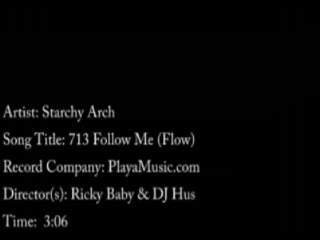 Artist: Starchy Arch
Song Title: 713 Follow Me (Flow)
Record Company: PlayaMusic.com
Director(s): Ricky Baby & DJ Hus
Time: 3:06